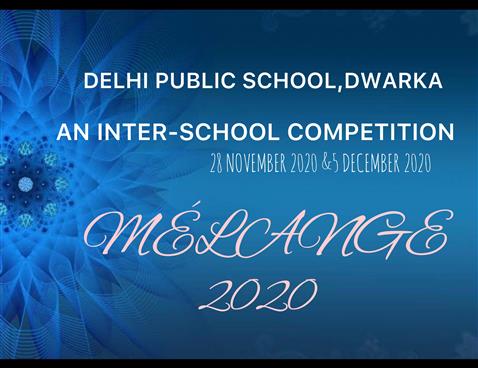 DELHI PUBLIC SCHOOL,DWARKA
AN INTER-SCHOOL COMPETITION
28 NOVEMBER 2020 &5 DECEMBER 2020
MÉLANGE
2020